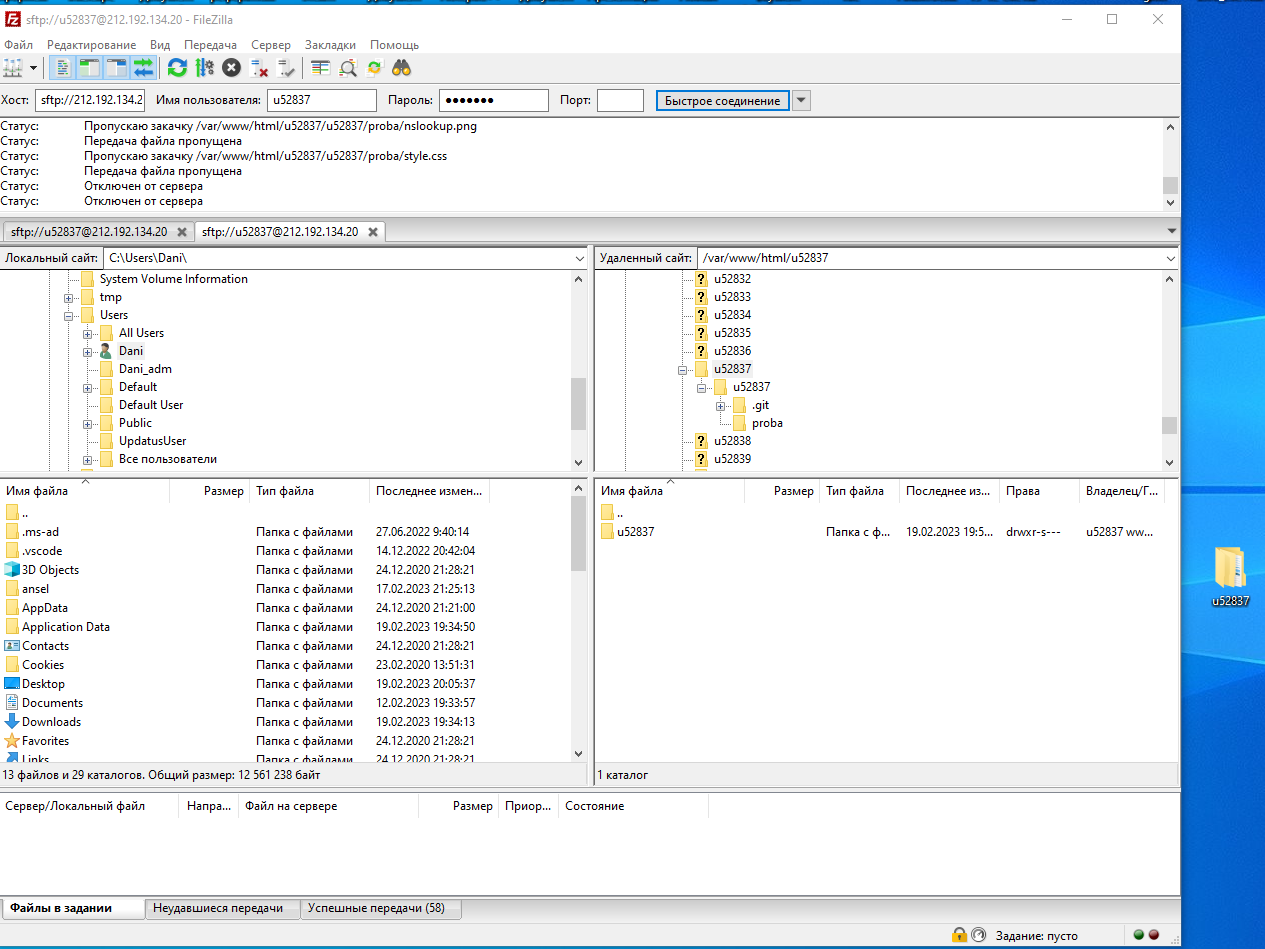 sftp://u52837@212.192.134.20 - FileZilla
Файл Редактирование Вид Передача Сервер Закладки Помощь
Хост: sftp://212.192.134.2 Имя пользователя: u52837 Пароль: ●●●●●●● Порт: Быстрое соединение
Статус: Пропускаю закачку /var/www/html/u52837/u52837/proba/nslookup.png
Статус: Передача файла пропущена
Статус: Пропускаю закачку /var/www/html/u52837/u52837/proba/style.css
Статус: Передача файла пропущена
Статус: Отключен от сервера
Статус: Отключен от сервера
sftp://u52837@212.192.134.20 sftp://u52837@212.192.134.20
Локальный сайт: C:\Users\Dani\
System Volume Information
tmp
Users
All Users
Dani
Dani_adm
Default
Default User
Public
UpdatusUser
Все пользователи
Удаленный сайт: /var/www/html/u52837
u52832
u52833
u52834
u52835
u52836
u52837
u52837
.git
proba
u52838
u52839
Имя файла Размер Тип файла Последнее измен...
..
.ms-ad Папка с файлами 27.06.2022 9:40:14
.vscode Папка с файлами 14.12.2022 20:42:04
3D Objects Папка с файлами 24.12.2020 21:28:21
ansel Папка с файлами 17.02.2023 21:25:13
AppData Папка с файлами 24.12.2020 21:21:00
Application Data Папка с файлами 19.02.2023 19:34:50
Contacts Папка с файлами 24.12.2020 21:28:21
Cookies Папка с файлами 23.02.2020 13:51:31
Desktop Папка с файлами 19.02.2023 20:05:37
Documents Папка с файлами 12.02.2023 19:33:57
Downloads Папка с файлами 19.02.2023 19:34:13
Favorites Папка с файлами 24.12.2020 21:28:21
Links Папка с файлами 24.12.2020 21:28:21
13 файлов и 29 каталогов. Общий размер: 12 561 238 байт
Имя файла Размер Тип файла Последнее из... Права Владелец/Г...
..
u52837 Папка с ф... 19.02.2023 19:5... drwxr-s--- u52837 ww...
1 каталог
u52837
Сервер/Локальный файл Напра... Файл на сервере Размер Приор... Состояние
Файлы в задании Неудавшиеся передачи Успешные передачи (58)
Задание: пусто